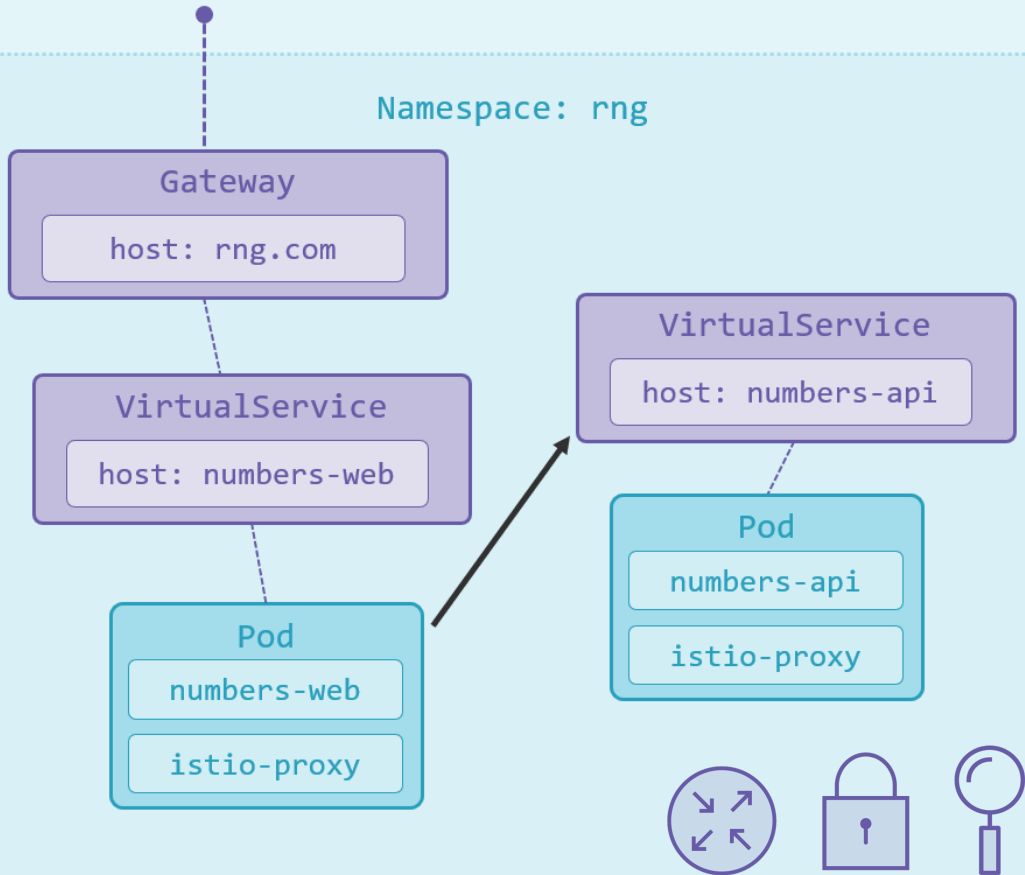 Namespace: rng
Gateway
host: rng.com
VirtualService
host: numbers-web
Pod
numbers-web
istio-proxy
VirtualService
host: numbers-api
Pod
numbers-api
istio-proxy